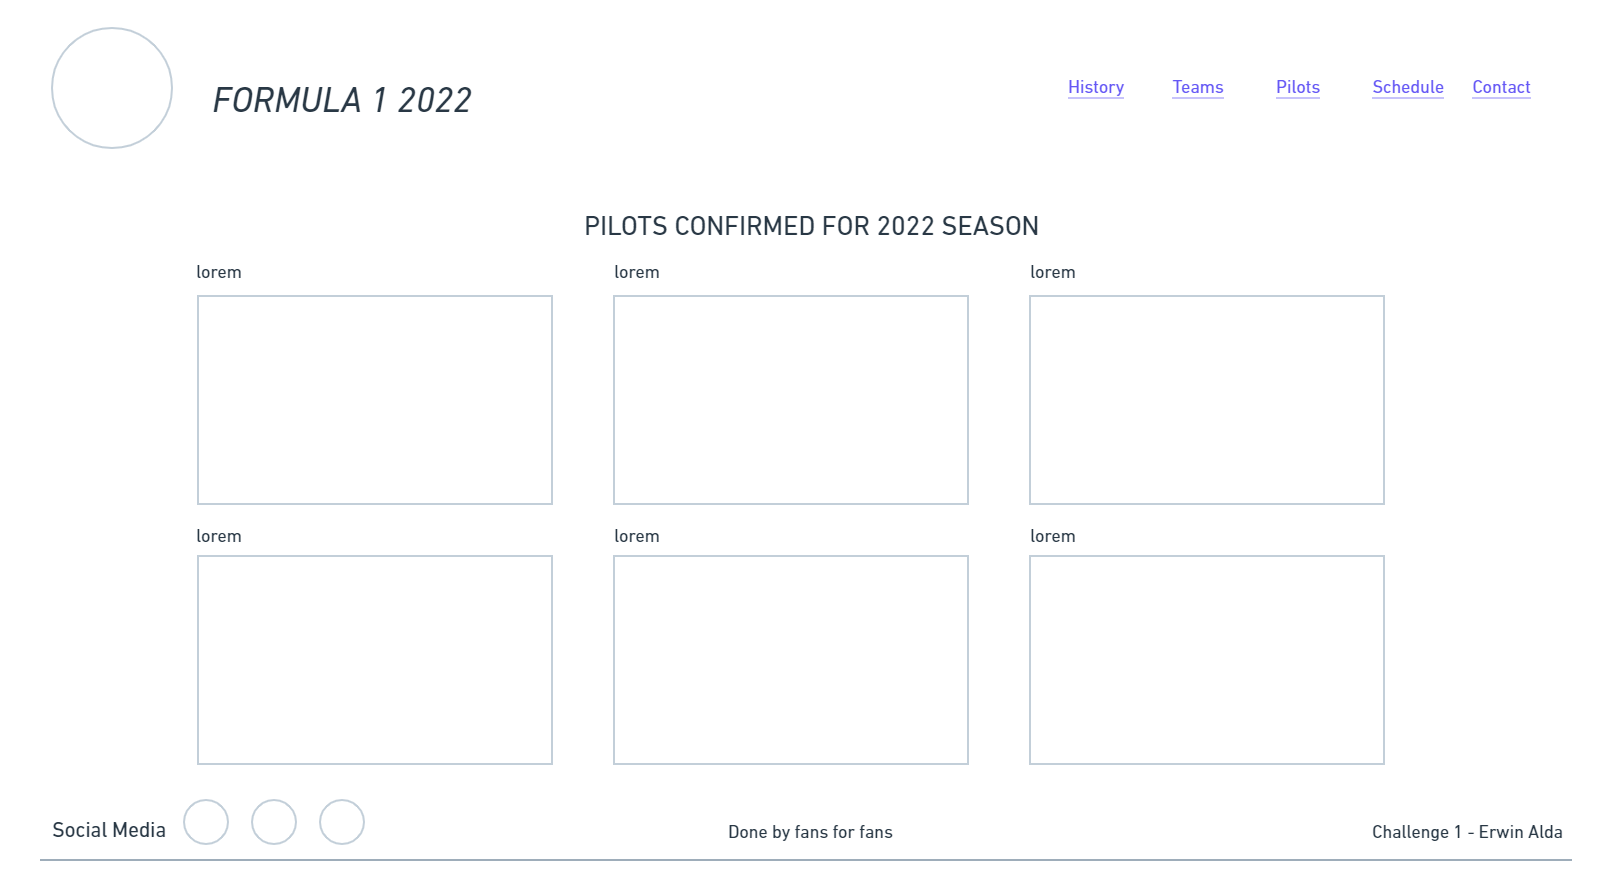 FORMULA 1 2022
History Teams Pilots Schedule Contact
PILOTS CONFIRMED FOR 2022 SEASON
lorem lorem lorem
lorem lorem lorem
Social Media Done by fans for fans Challenge 1 - Erwin Alda